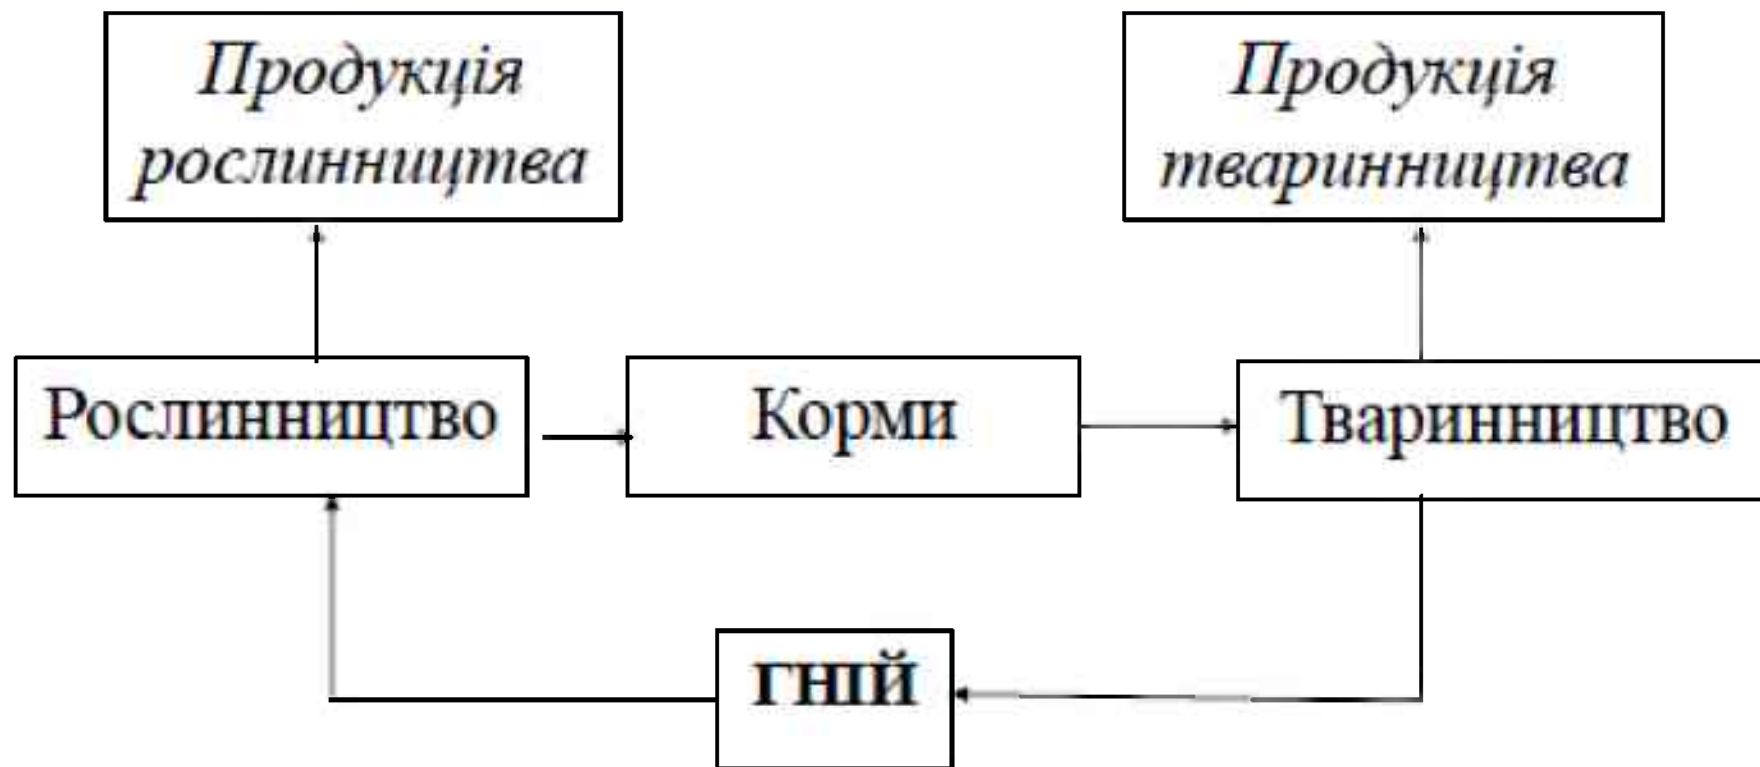 Продукція
рослинництва
Продукція
тваринництва
Рослинництво
Корми
Тваринництво
гній